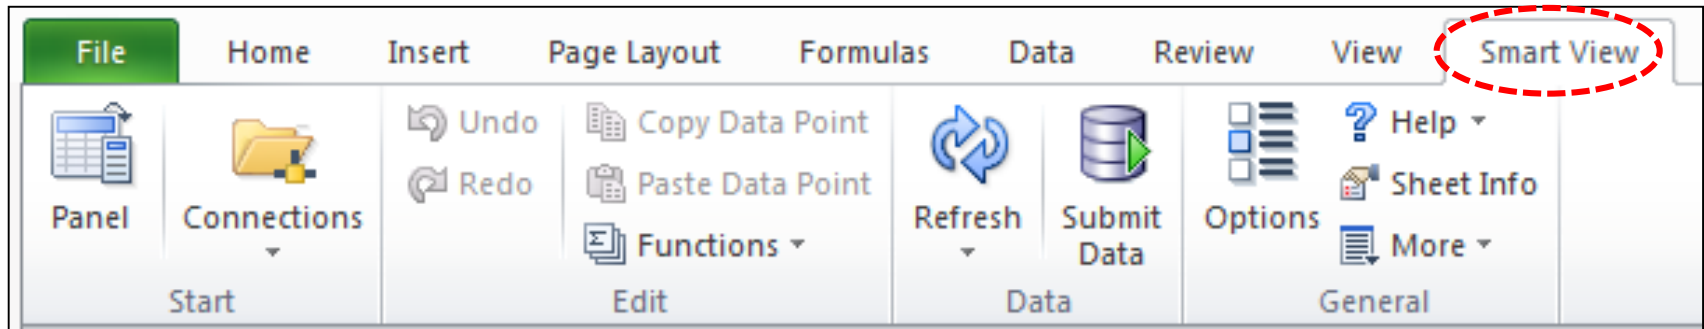 File Home Insert Page Layout Formulas Data Review View Smart View
Undo Copy Data Point Help
Redo Paste Data Point Sheet Info
Panel Connections Functions Refresh Submit Data Options More
Start Edit Data General